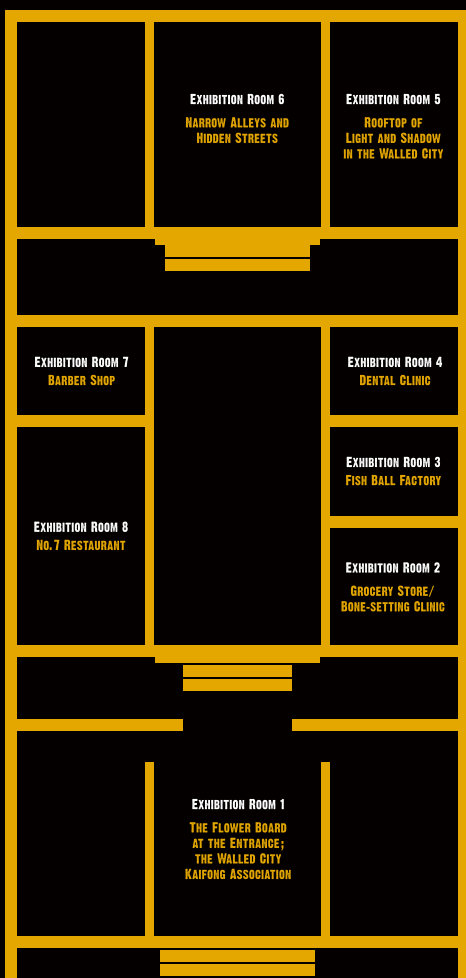 Exhibition Room 6
Narrow Alleys and
Hidden Streets
Exhibition Room 5
Rooftop of
Light and Shadow
in the Walled City
Exhibition Room 7
Barber Shop
Exhibition Room 4
Dental Clinic
Exhibition Room 3
Fish Ball Factory
Exhibition Room 8
No.7 Restaurant
Exhibition Room 2
Grocery Store/
Bone-setting Clinic
Exhibition Room 1
The Flower Board
at the Entrance;
the Walled City
Kaifong Association